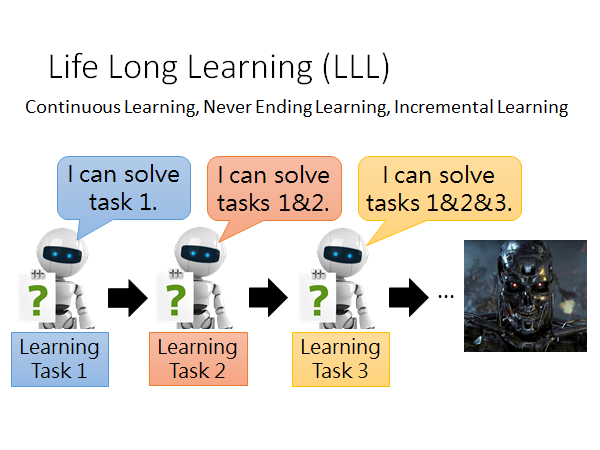 Life Long Learning (LLL)
Continuous Learning, Never Ending Learning, Incremental Learning
I can solve
task 1.
I can solve
tasks 1&2.
I can solve
tasks 1&2&3.
?
?
?
...
Learning
Task 1
Learning
Task 2
Learning
Task 3